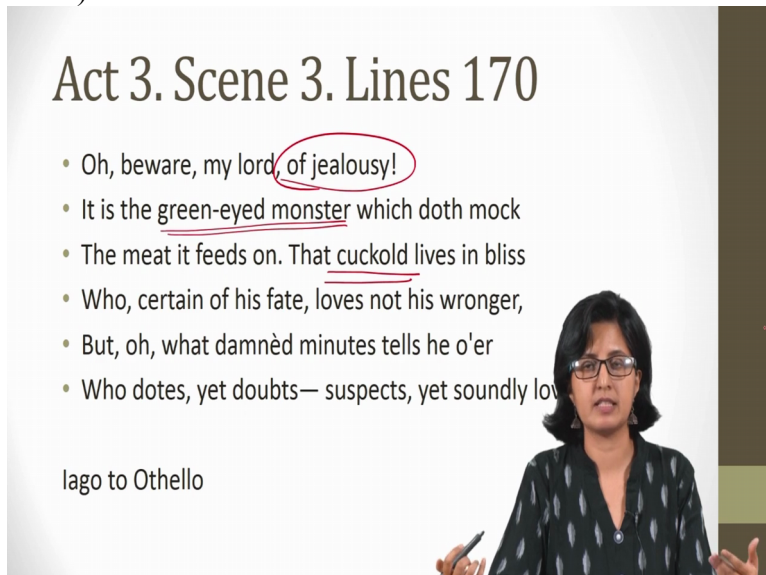 Act 3. Scene 3. Lines 170
• Oh, beware, my lord, of jealousy!
• It is the green-eyed monster which doth mock
• The meat it feeds on. That cuckold lives in bliss
• Who, certain of his fate, loves not his wronger,
• But, oh, what damnèd minutes tells he o'er
• Who dotes, yet doubts— suspects, yet soundly
Iago to Othello